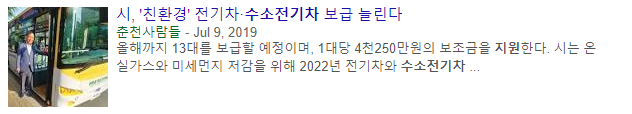 시, '친환경' 전기차·수소전기차 보급 늘린다
춘천사람들 - Jul 9, 2019
올해까지 13대를 보급할 예정이며, 1대당 4천250만원의 보조금을 지원한다. 시는 온
실가스와 미세먼지 저감을 위해 2022년 전기차와 수소전기차 ...